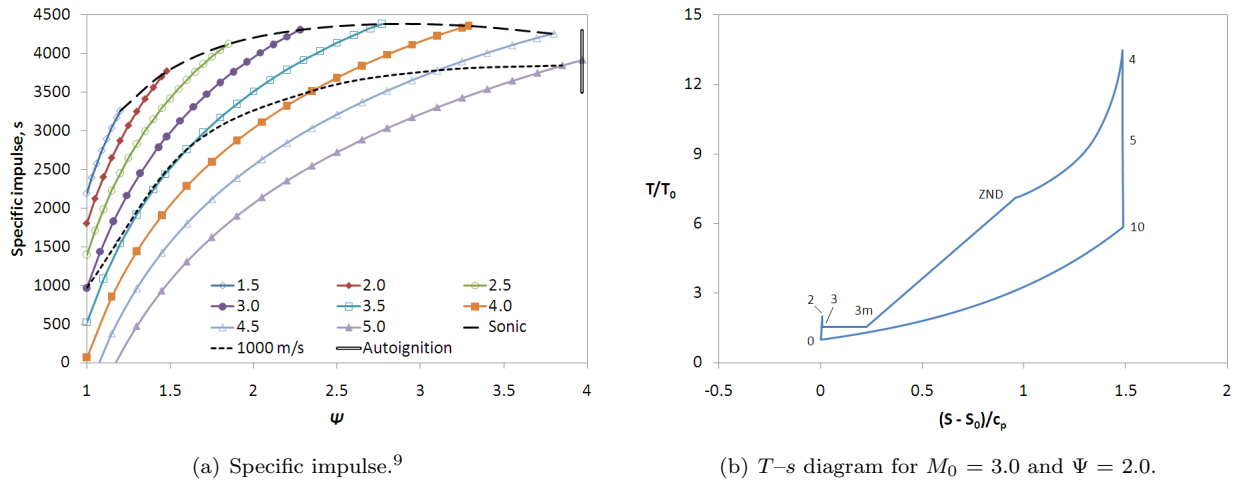 4500
4000
3500
3000
2500
2000
1500
1000
500
0
Specific impulse, s
1 1.5 2 2.5 3 3.5 4
Ψ
1.5 2.0 2.5
3.0 3.5 4.0
4.5 5.0 Sonic
1000 m/s Autoignition
(a) Specific impulse.⁹
15
12
9
6
3
0
T/T₀
-0.5 0 0.5 1 1.5 2
(S - S₀)/cₚ
4
5
ZND
10
2
3
3m
0
(b) T–s diagram for M₀ = 3.0 and Ψ = 2.0.